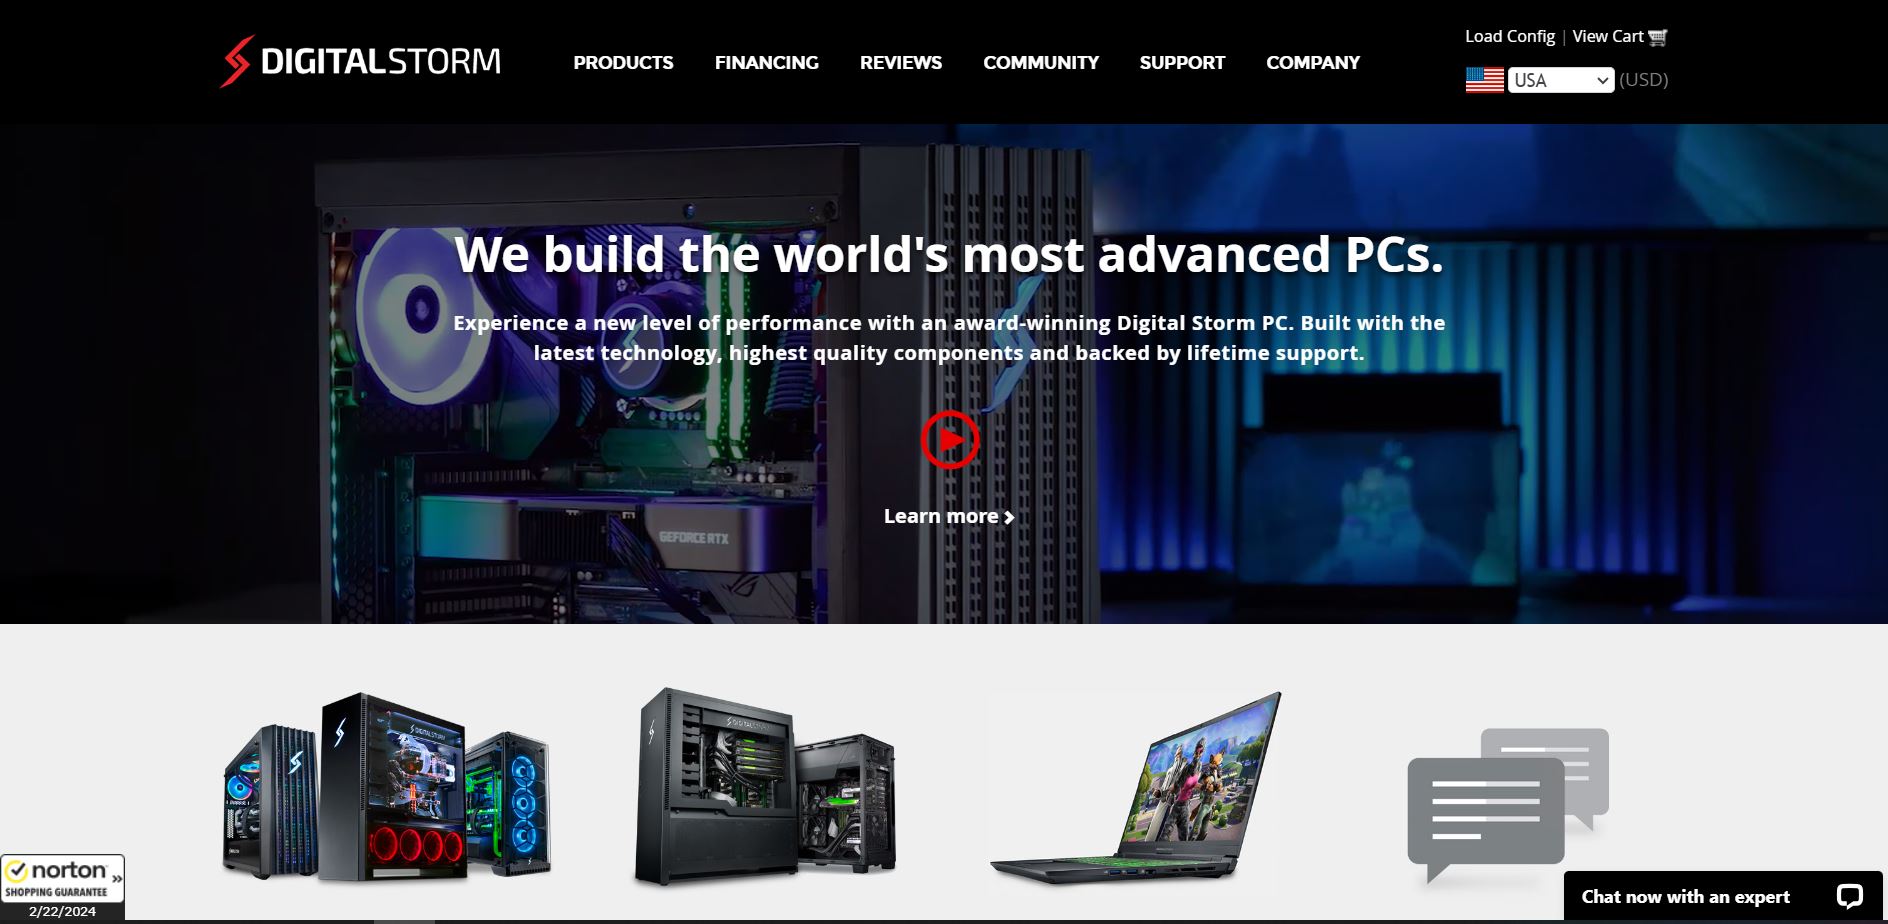 DIGITALSTORM
PRODUCTS
FINANCING
REVIEWS
COMMUNITY
SUPPORT
COMPANY
Load Config | View Cart
USA (USD)
We build the world's most advanced PCs.
Experience a new level of performance with an award-winning Digital Storm PC. Built with the
latest technology, highest quality components and backed by lifetime support.
GEFORCE RTX
Learn more
DIGITALSTORM
DIGITALSTORM
norton
SHOPPING GUARANTEE
2/22/2024
Chat now with an expert